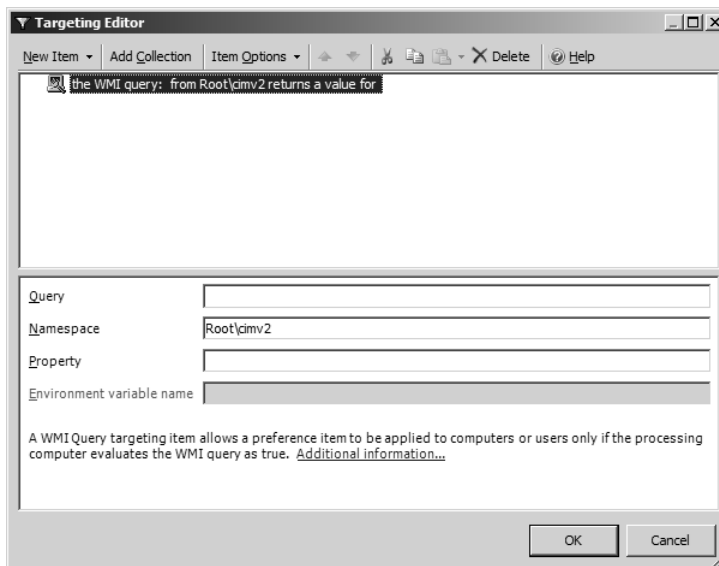 Targeting Editor
New Item Add Collection Item Options Delete Help
the WMI query: from Root\cimv2 returns a value for
Query
Namespace Root\cimv2
Property
Environment variable name
A WMI Query targeting item allows a preference item to be applied to computers or users only if the processing
computer evaluates the WMI query as true. Additional information...
OK Cancel